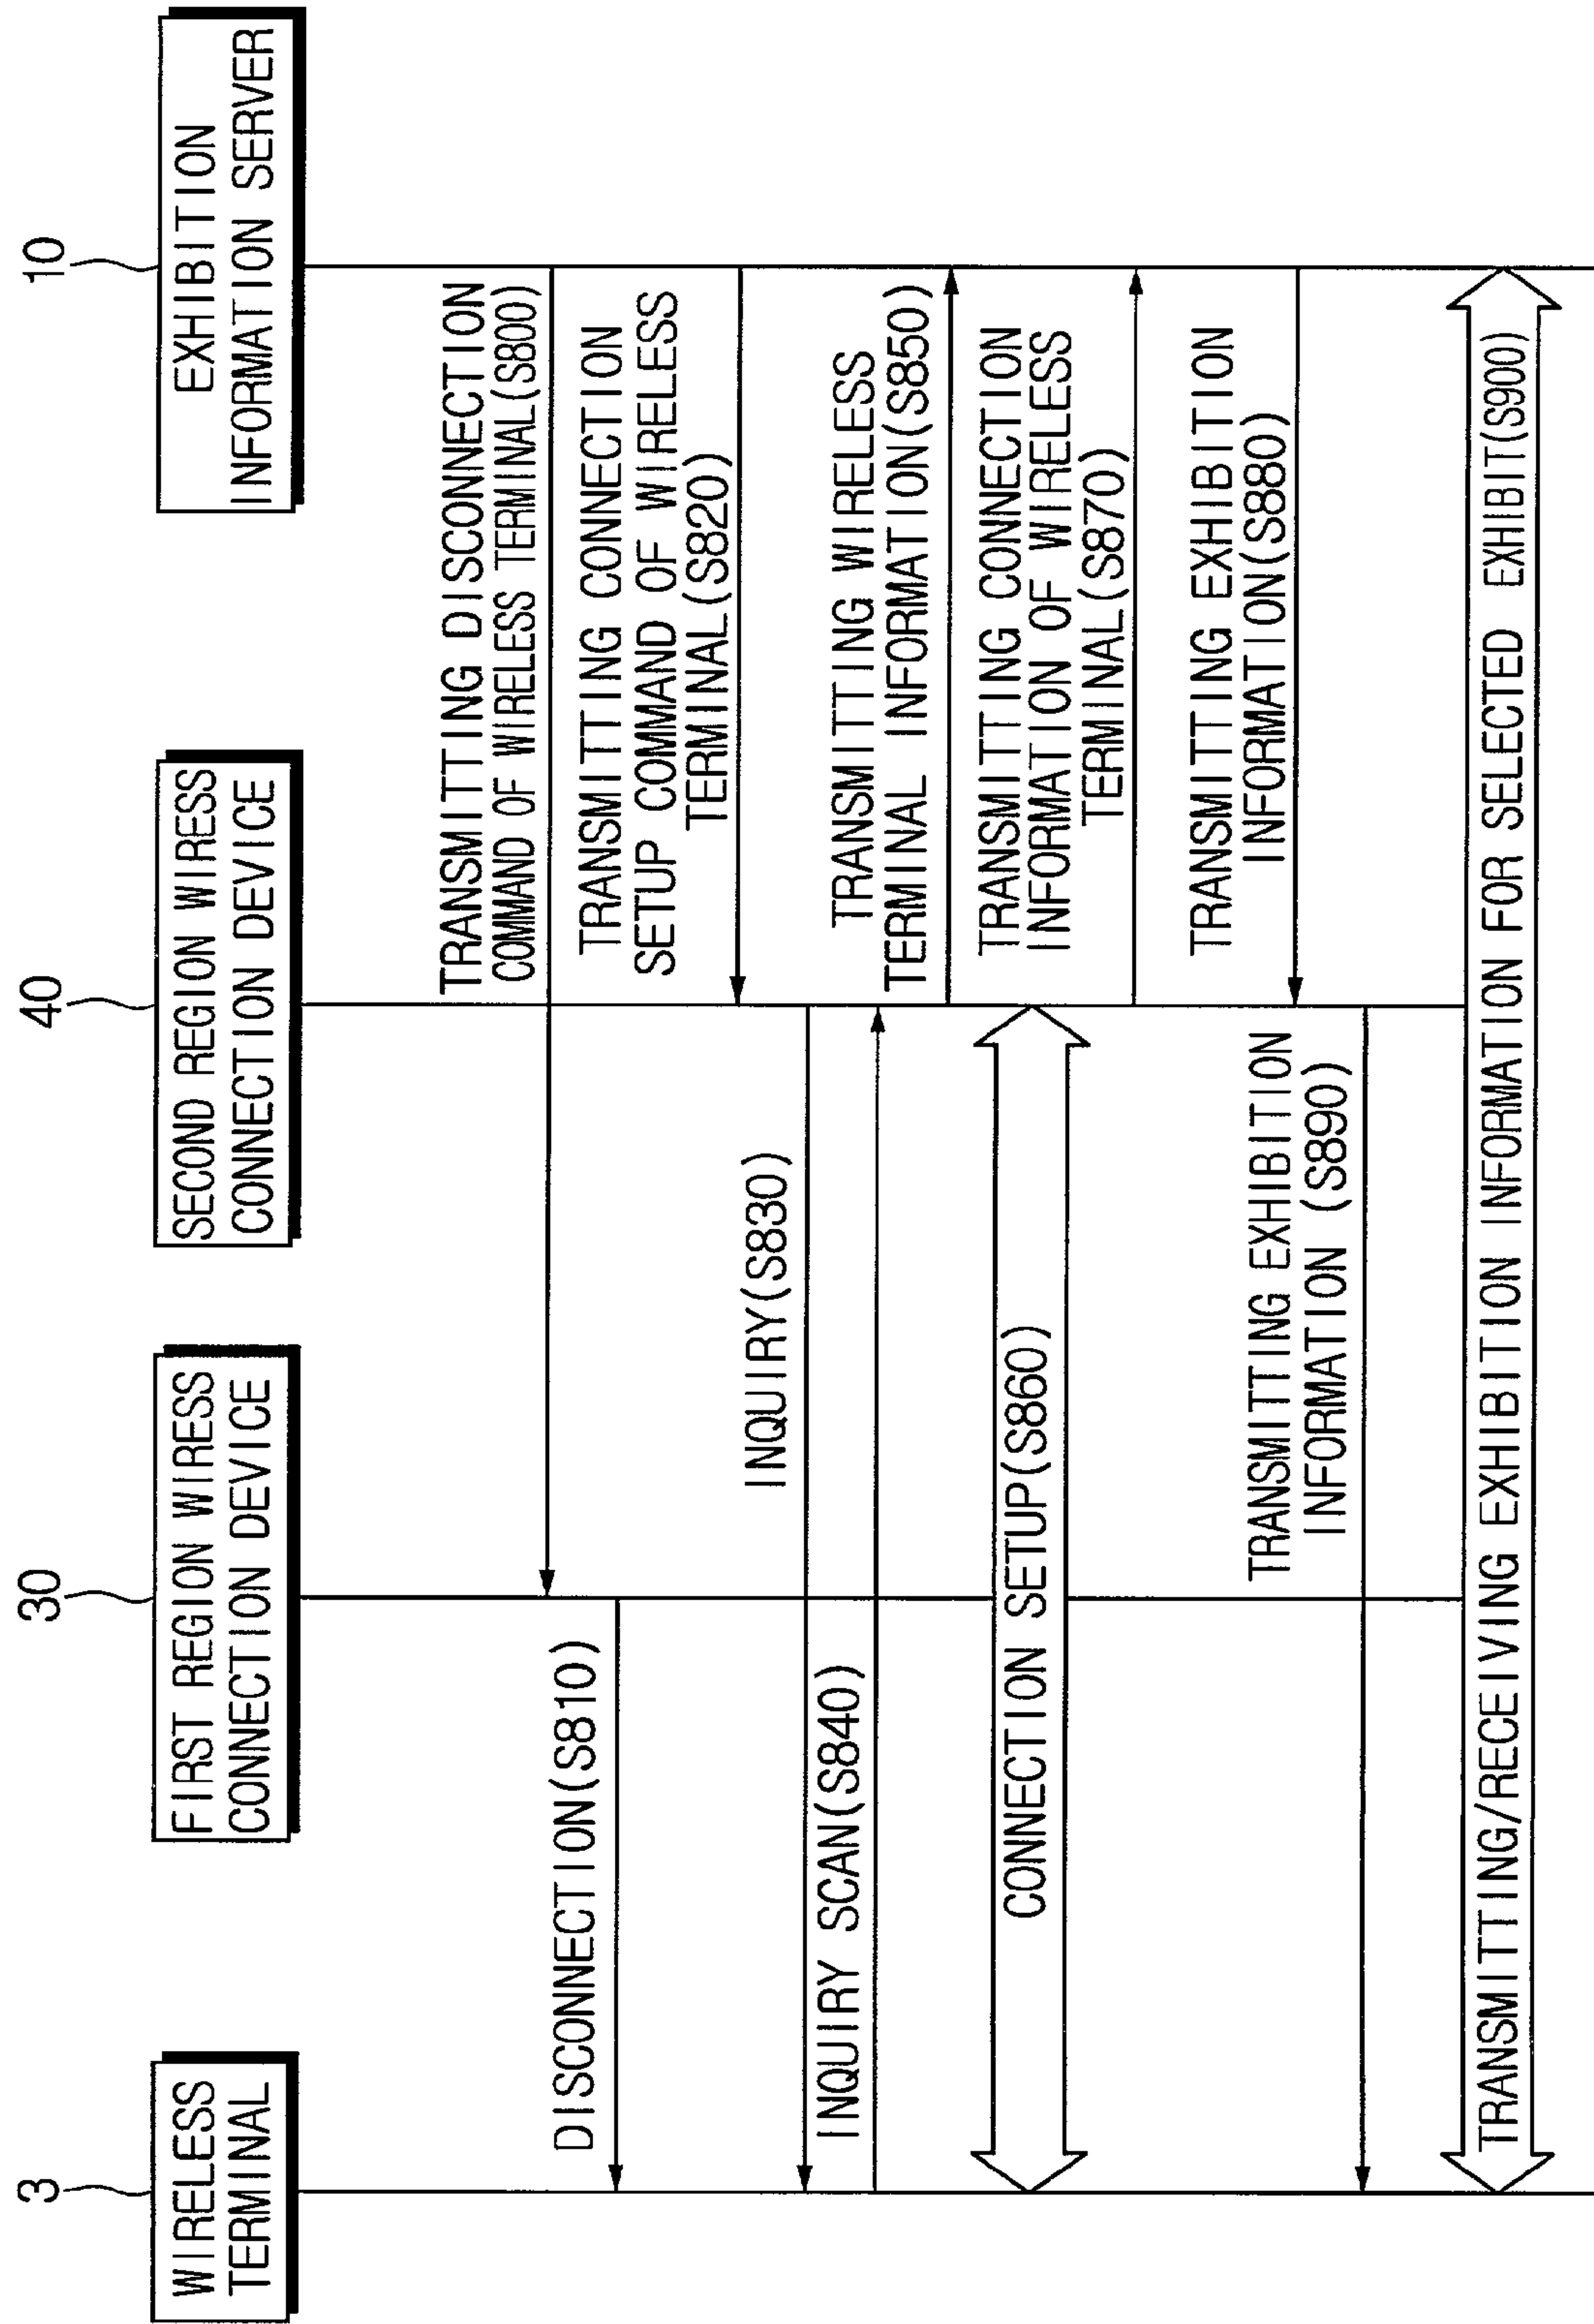 3
WIRELESS
TERMINAL
30
FIRST REGION WIRESS
CONNECTION DEVICE
40
SECOND REGION WIRESS
CONNECTION DEVICE
10
EXHIBITION
INFORMATION SERVER
TRANSMITTING DISCONNECTION
COMMAND OF WIRELESS TERMINAL(S800)
DISCONNECTION(S810)
TRANSMITTING CONNECTION
SETUP COMMAND OF WIRELESS
TERMINAL(S820)
INQUIRY(S830)
INQUIRY SCAN(S840)
TRANSMITTING WIRELESS
TERMINAL INFORMATION(S850)
CONNECTION SETUP(S860)
TRANSMITTING CONNECTION
INFORMATION OF WIRELESS
TERMINAL(S870)
TRANSMITTING EXHIBITION
INFORMATION(S880)
TRANSMITTING EXHIBITION
INFORMATION (S890)
TRANSMITTING/RECEIVING EXHIBITION INFORMATION FOR SELECTED EXHIBIT(S900)